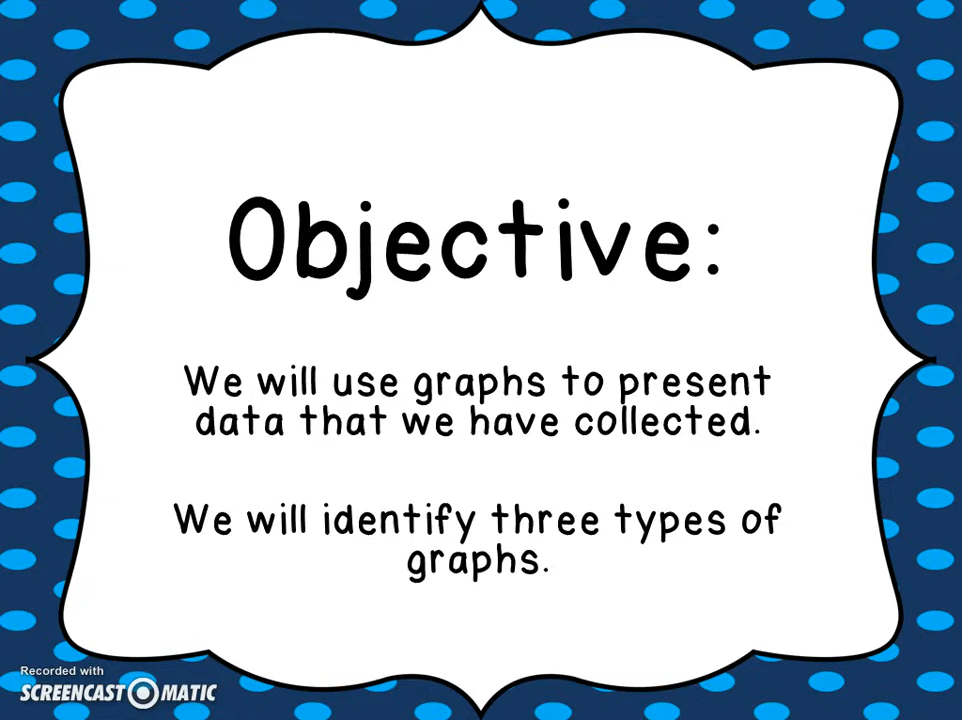 Objective:
We will use graphs to present
data that we have collected.
We will identify three types of
graphs.
Recorded with
SCREENCAST MATIC